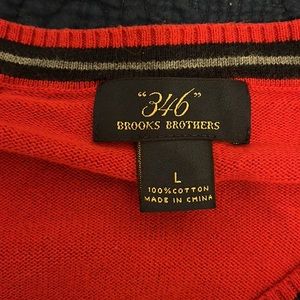 "346"
BROOKS BROTHERS
L
100% COTTON
MADE IN CHINA